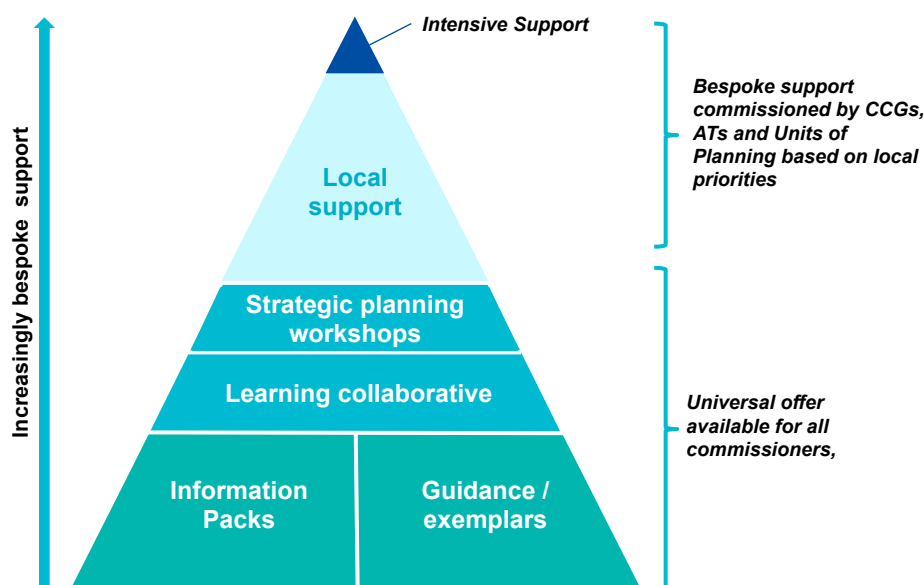 Intensive Support
Bespoke support
commissioned by CCGs,
ATs and Units of
Planning based on local
priorities
Increasingly bespoke support
Local
support
Strategic planning
workshops
Learning collaborative
Universal offer
available for all
commissioners,
Information
Packs
Guidance /
exemplars